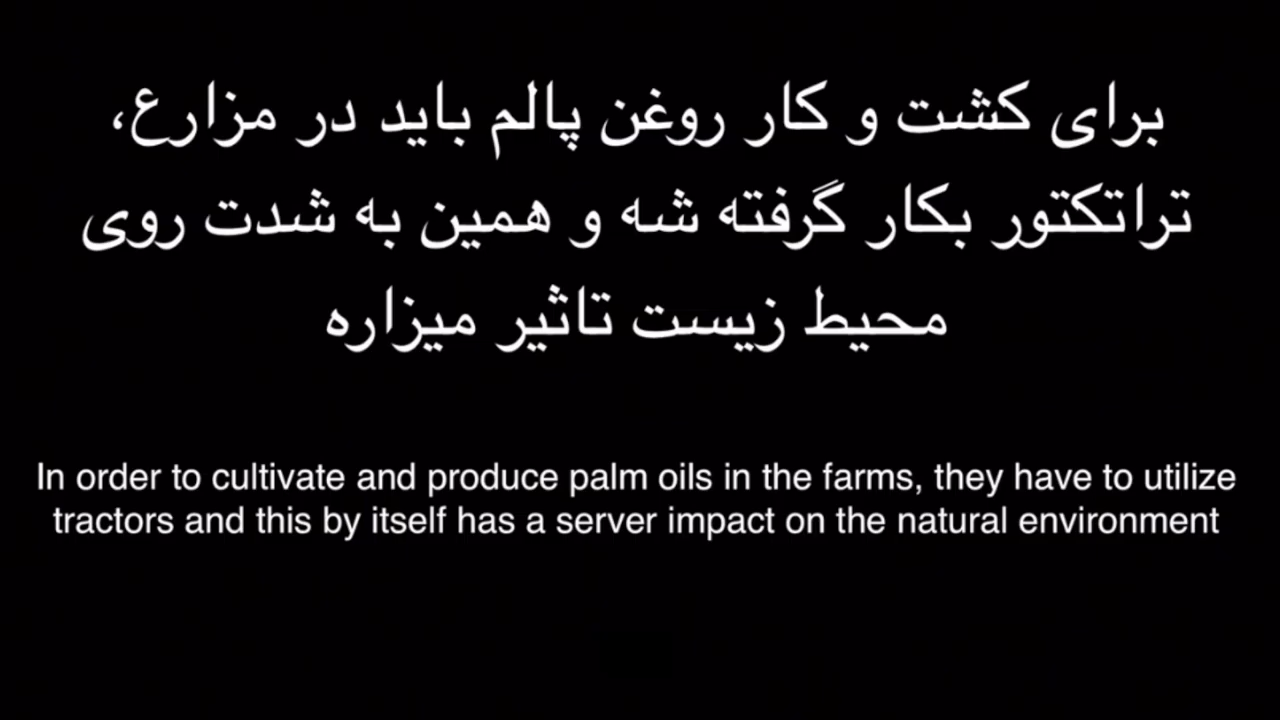 برای کشت و کار روغن پالم باید در مزارع،
تراتکتور بکار گرفته شه و همین به شدت روی
محیط زیست تاثیر میزاره
In order to cultivate and produce palm oils in the farms, they have to utilize
tractors and this by itself has a server impact on the natural environment